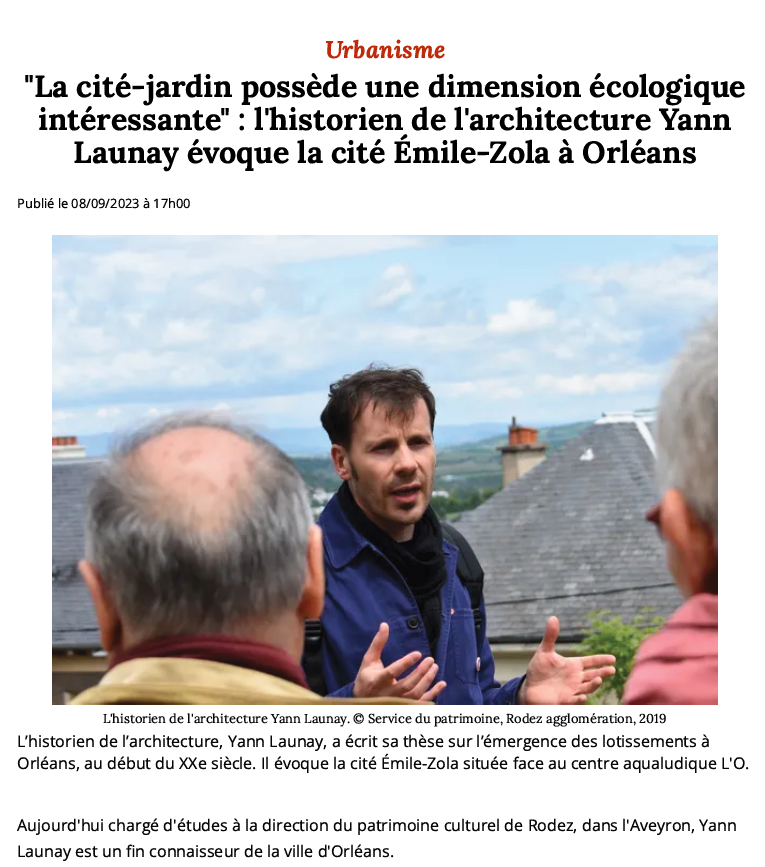 Urbanisme
"La cité-jardin possède une dimension écologique
intéressante" : l'historien de l'architecture Yann
Launay évoque la cité Émile-Zola à Orléans
Publié le 08/09/2023 à 17h00
L'historien de l'architecture Yann Launay. © Service du patrimoine, Rodez agglomération, 2019
L’historien de l’architecture, Yann Launay, a écrit sa thèse sur l’émergence des lotissements à
Orléans, au début du XXe siècle. Il évoque la cité Émile-Zola située face au centre aqualudique L'O.
Aujourd'hui chargé d'études à la direction du patrimoine culturel de Rodez, dans l'Aveyron, Yann
Launay est un fin connaisseur de la ville d'Orléans.